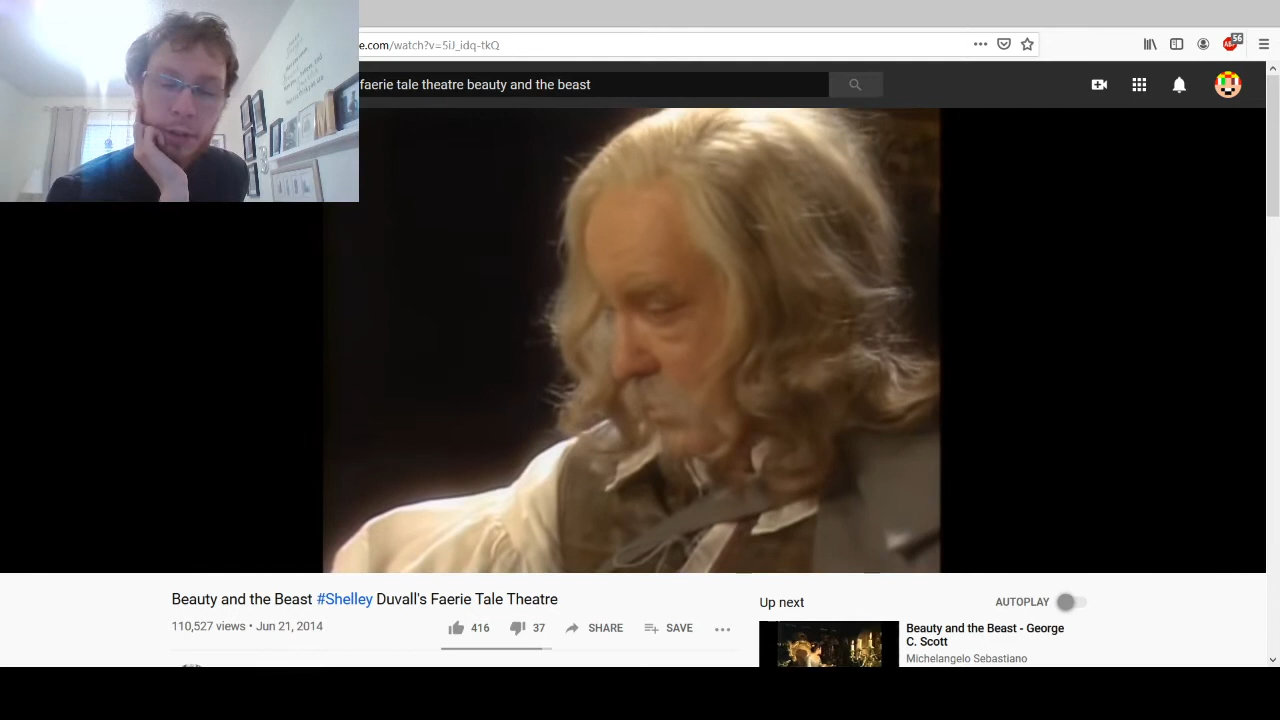 e.com/watch?v=5iJ_idq-tkQ
56
faerie tale theatre beauty and the beast
Beauty and the Beast #Shelley Duvall's Faerie Tale Theatre
110,527 views • Jun 21, 2014
416
37
SHARE
SAVE
Up next
AUTOPLAY
Beauty and the Beast - George
C. Scott
Michelangelo Sebastiano